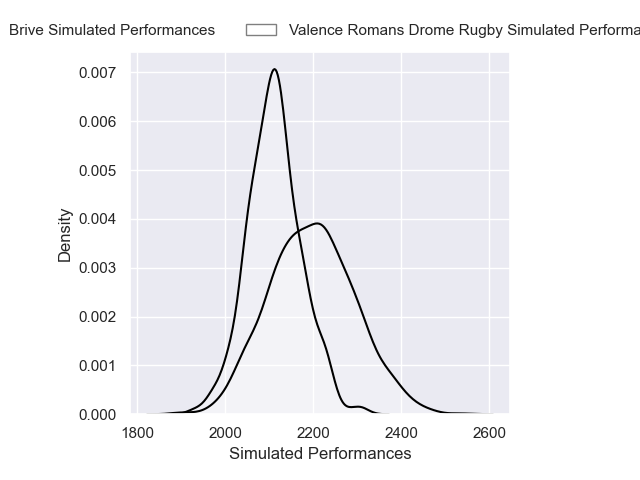 Brive Simulated Performances
Valence Romans Drome Rugby Simulated Performa
0.007
0.006
0.005
0.004
0.003
0.002
0.001
0.000
Density
1800 2000 2200 2400 2600
Simulated Performances